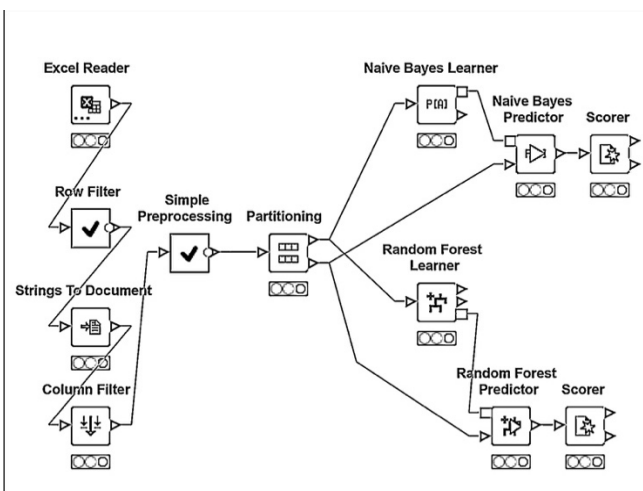 Excel Reader
Row Filter
Strings To Document
Column Filter
Simple
Preprocessing
Partitioning
Naive Bayes Learner
P[A]
Naive Bayes
Predictor
Scorer
Random Forest
Learner
Random Forest
Predictor
Scorer